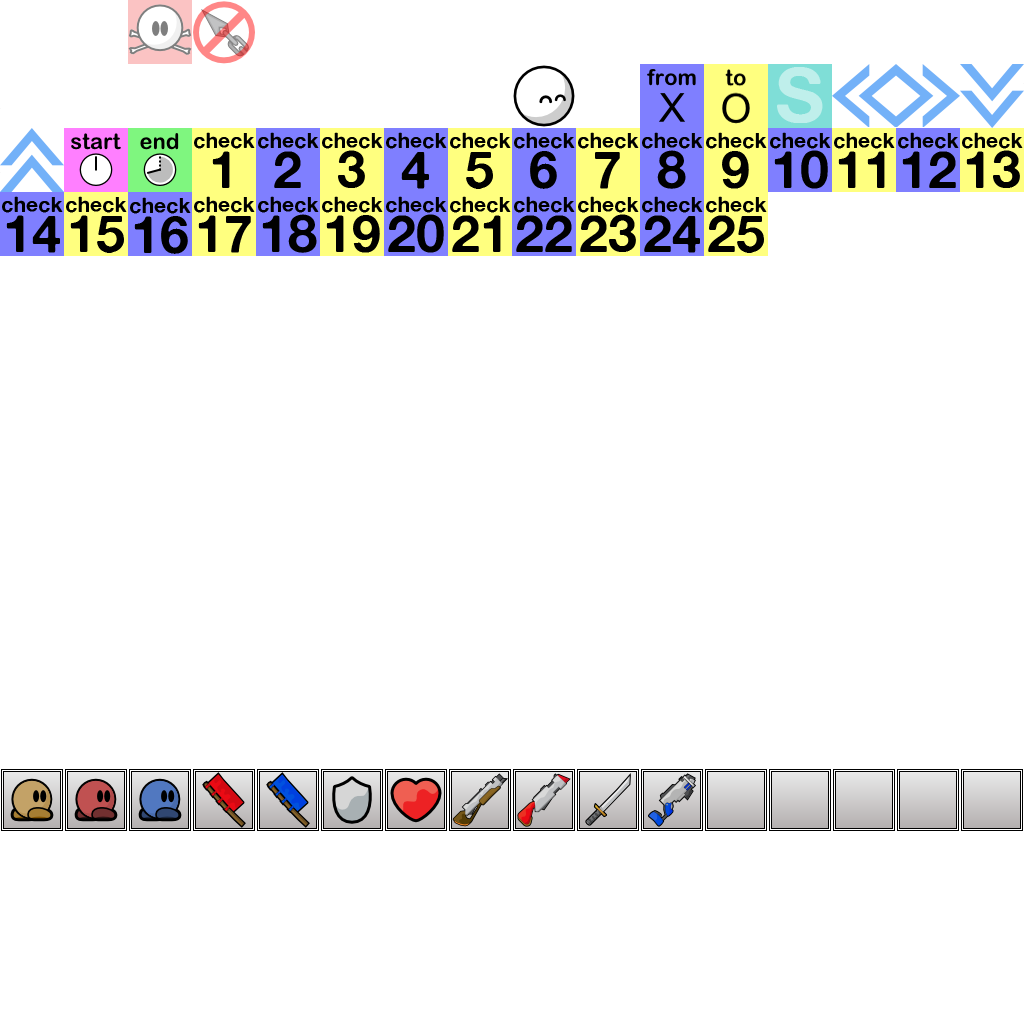 from to S
X O
start end check check check check check check check check check check check check check
1 2 3 4 5 6 7 8 9 10 11 12 13
check check check check check check check check check check check check
14 15 16 17 18 19 20 21 22 23 24 25